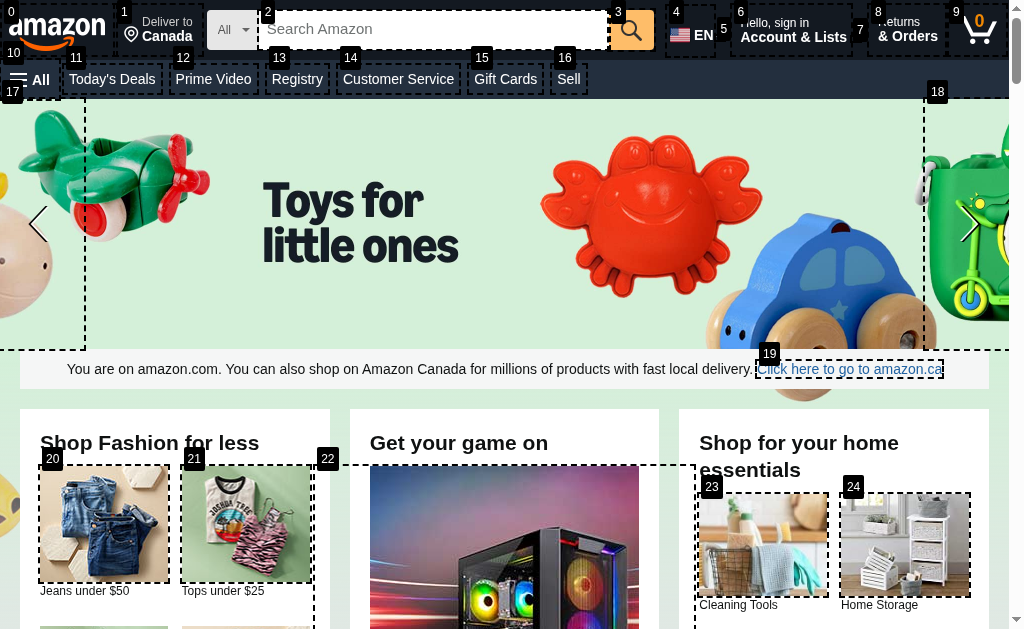 0 1 2 3 4 5 6 7 8 9
amazon
Deliver to
Canada
All
Search Amazon
EN
Hello, sign in
Account & Lists
Returns
& Orders
0
10 11 12 13 14 15 16
All
Today's Deals
Prime Video
Registry
Customer Service
Gift Cards
Sell
17 18
Toys for
little ones
19
You are on amazon.com. You can also shop on Amazon Canada for millions of products with fast local delivery. Click here to go to amazon.ca
Shop Fashion for less
20 21
JOSHUA TREE
Jeans under $50
Tops under $25
Get your game on
22
Shop for your home
essentials
23 24
Cleaning Tools
Home Storage